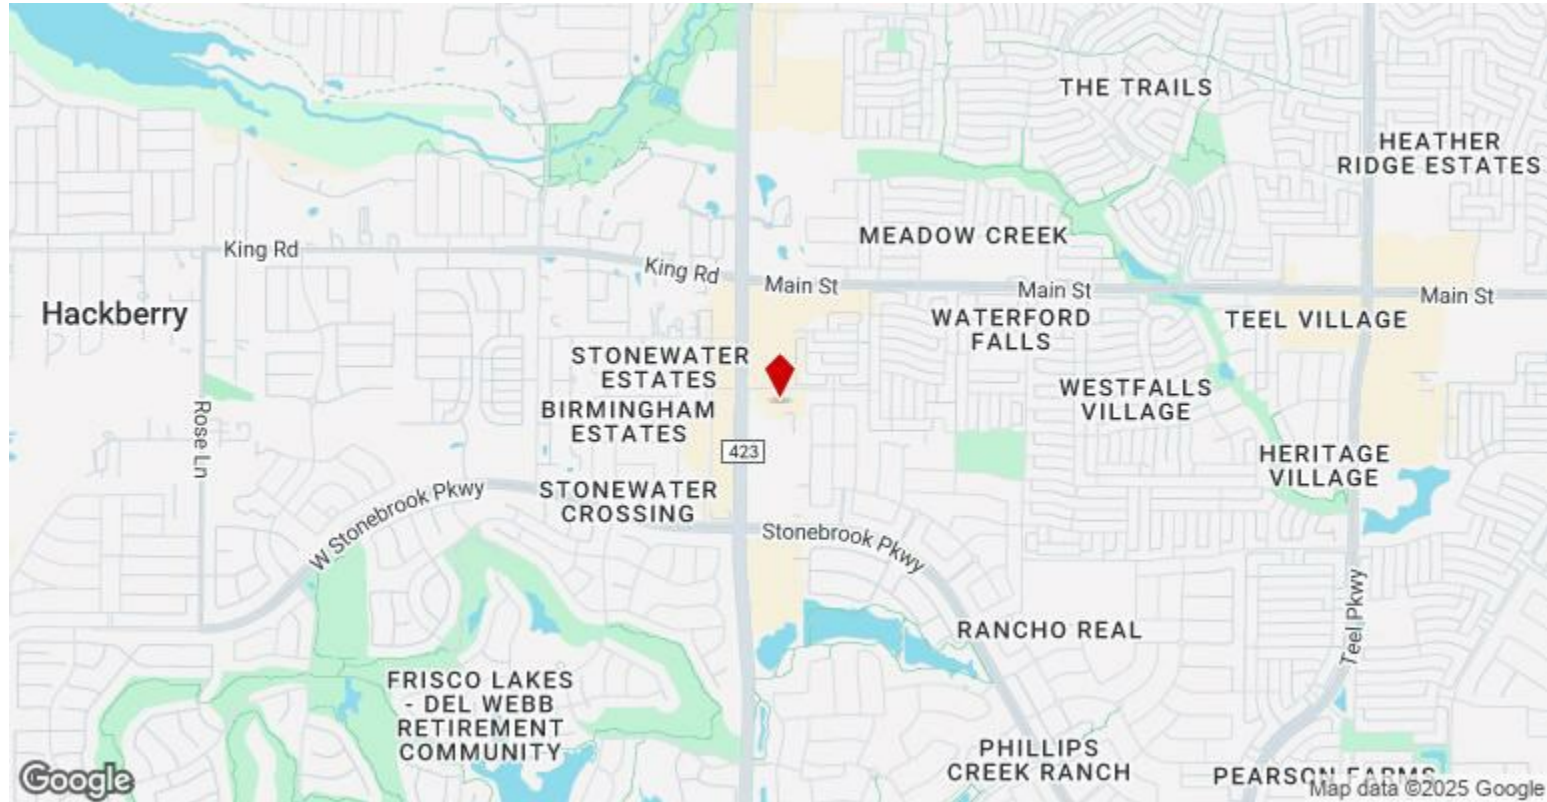 THE TRAILS
HEATHER
RIDGE ESTATES
MEADOW CREEK
King Rd
King Rd
Main St
Main St
Main St
Hackberry
WATERFORD
FALLS
TEEL VILLAGE
STONEWATER
ESTATES
WESTFALLS
VILLAGE
BIRMINGHAM
ESTATES
Rose Ln
423
HERITAGE
VILLAGE
STONEWATER
CROSSING
W Stonebrook Pkwy
Stonebrook Pkwy
Teel Pkwy
RANCHO REAL
FRISCO LAKES
- DEL WEBB
RETIREMENT
COMMUNITY
PHILLIPS
CREEK RANCH
PEARSON FARMS
Google
Map data ©2025 Google